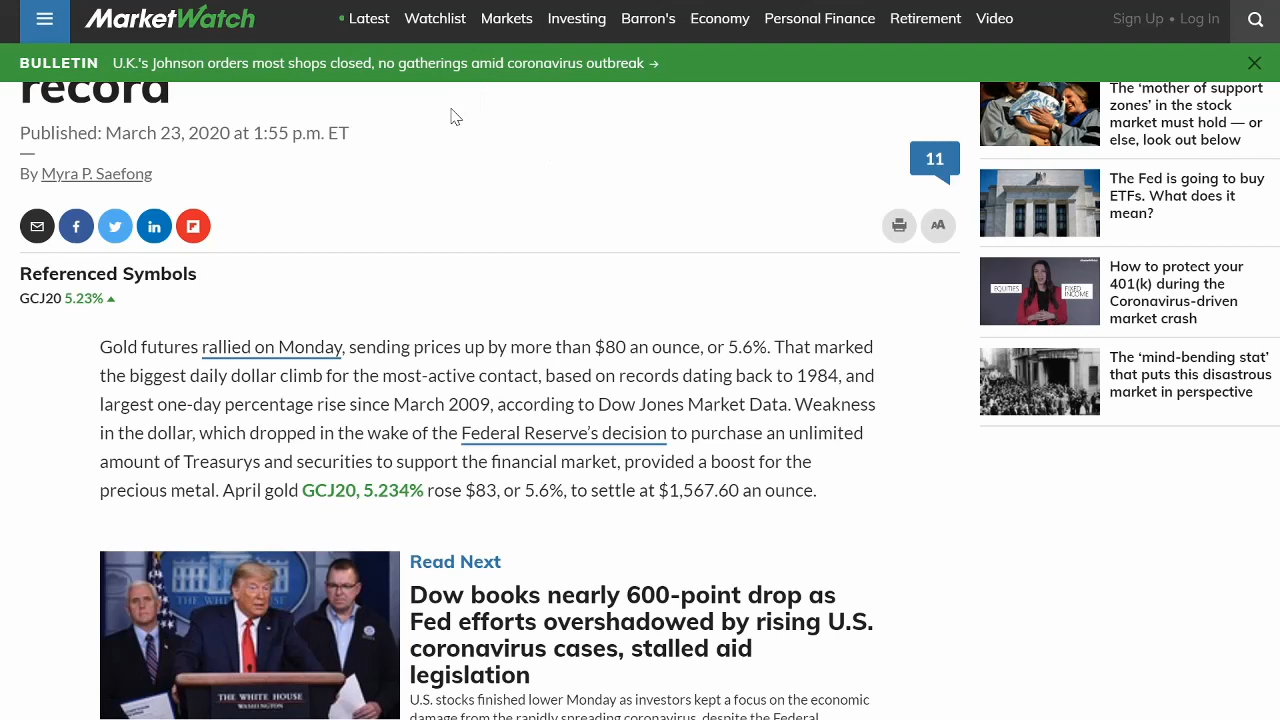 MarketWatch
Latest Watchlist Markets Investing Barron's Economy Personal Finance Retirement Video
Sign Up • Log In
BULLETIN U.K.'s Johnson orders most shops closed, no gatherings amid coronavirus outbreak →
record
Published: March 23, 2020 at 1:55 p.m. ET
By Myra P. Saefong
11
AA
Referenced Symbols
GCJ20 5.23%
Gold futures rallied on Monday, sending prices up by more than $80 an ounce, or 5.6%. That marked
the biggest daily dollar climb for the most-active contact, based on records dating back to 1984, and
largest one-day percentage rise since March 2009, according to Dow Jones Market Data. Weakness
in the dollar, which dropped in the wake of the Federal Reserve’s decision to purchase an unlimited
amount of Treasurys and securities to support the financial market, provided a boost for the
precious metal. April gold GCJ20, 5.234% rose $83, or 5.6%, to settle at $1,567.60 an ounce.
Read Next
Dow books nearly 600-point drop as
Fed efforts overshadowed by rising U.S.
coronavirus cases, stalled aid
legislation
U.S. stocks finished lower Monday as investors kept a focus on the economic
damage from the rapidly spreading coronavirus, despite the Federal
THE WHITE HOUSE
WASHINGTON
The ‘mother of support
zones’ in the stock
market must hold — or
else, look out below
The Fed is going to buy
ETFs. What does it
mean?
EQUITIES
FIXED
INCOME
How to protect your
401(k) during the
Coronavirus-driven
market crash
The ‘mind-bending stat’
that puts this disastrous
market in perspective